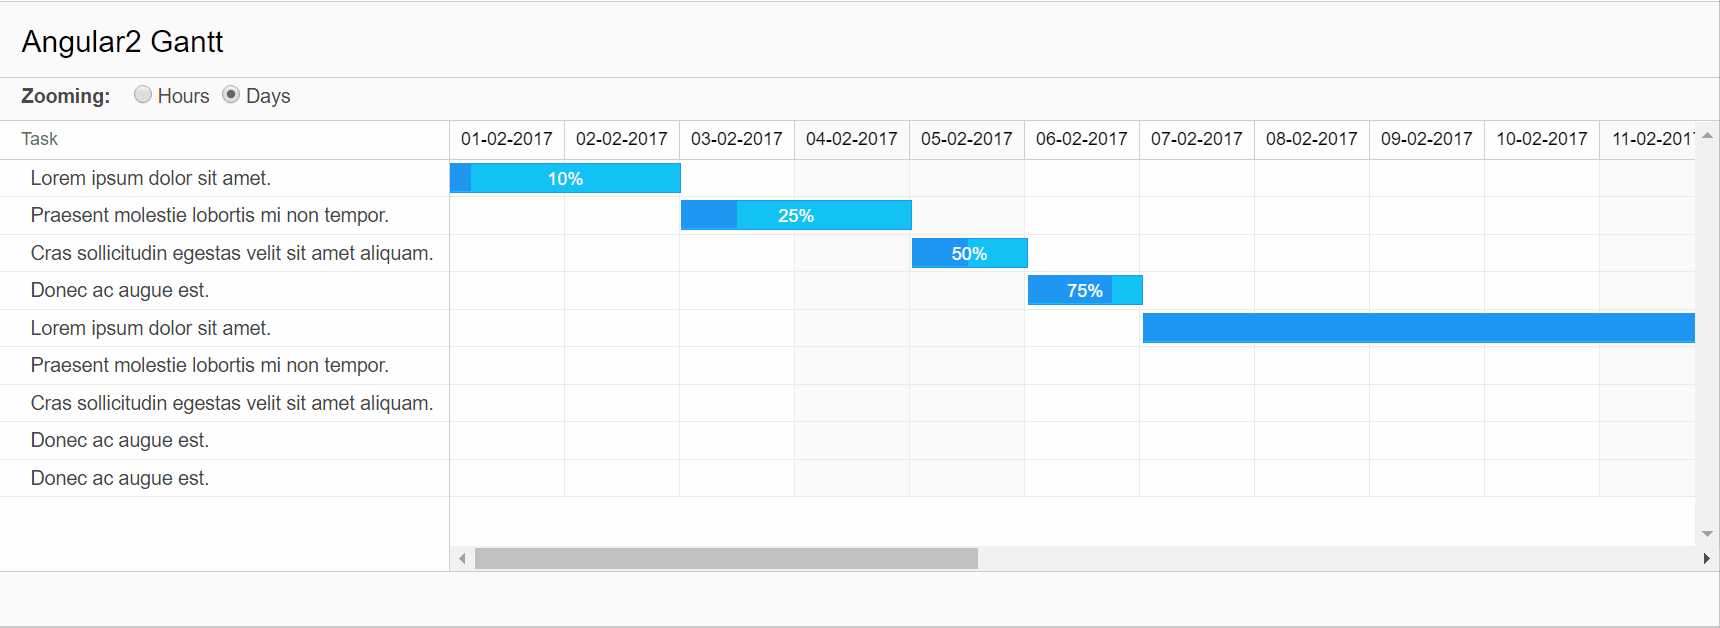 Angular2 Gantt
Zooming: Hours Days
Task 01-02-2017 02-02-2017 03-02-2017 04-02-2017 05-02-2017 06-02-2017 07-02-2017 08-02-2017 09-02-2017 10-02-2017 11-02-201
Lorem ipsum dolor sit amet. 10%
Praesent molestie lobortis mi non tempor. 25%
Cras sollicitudin egestas velit sit amet aliquam. 50%
Donec ac augue est. 75%
Lorem ipsum dolor sit amet.
Praesent molestie lobortis mi non tempor.
Cras sollicitudin egestas velit sit amet aliquam.
Donec ac augue est.
Donec ac augue est.